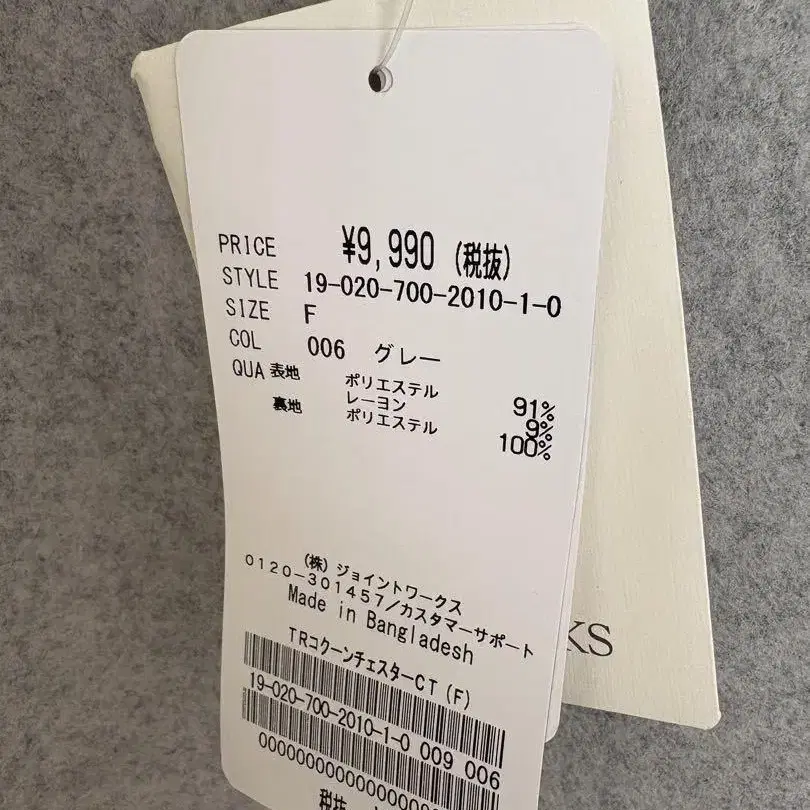 PRICE ¥9,990 (税抜)
STYLE 19-020-700-2010-1-0
SIZE F
COL 006 グレー
QUA 表地 ポリエステル 91%
レーヨン 9%
裏地 ポリエステル 100%
(株)ジョイントワークス
0120-301457/カスタマーサポート
Made in Bangladesh
TRコクーンチェスターCT(F)
19-020-700-2010-1-0 009 006
税抜
KS